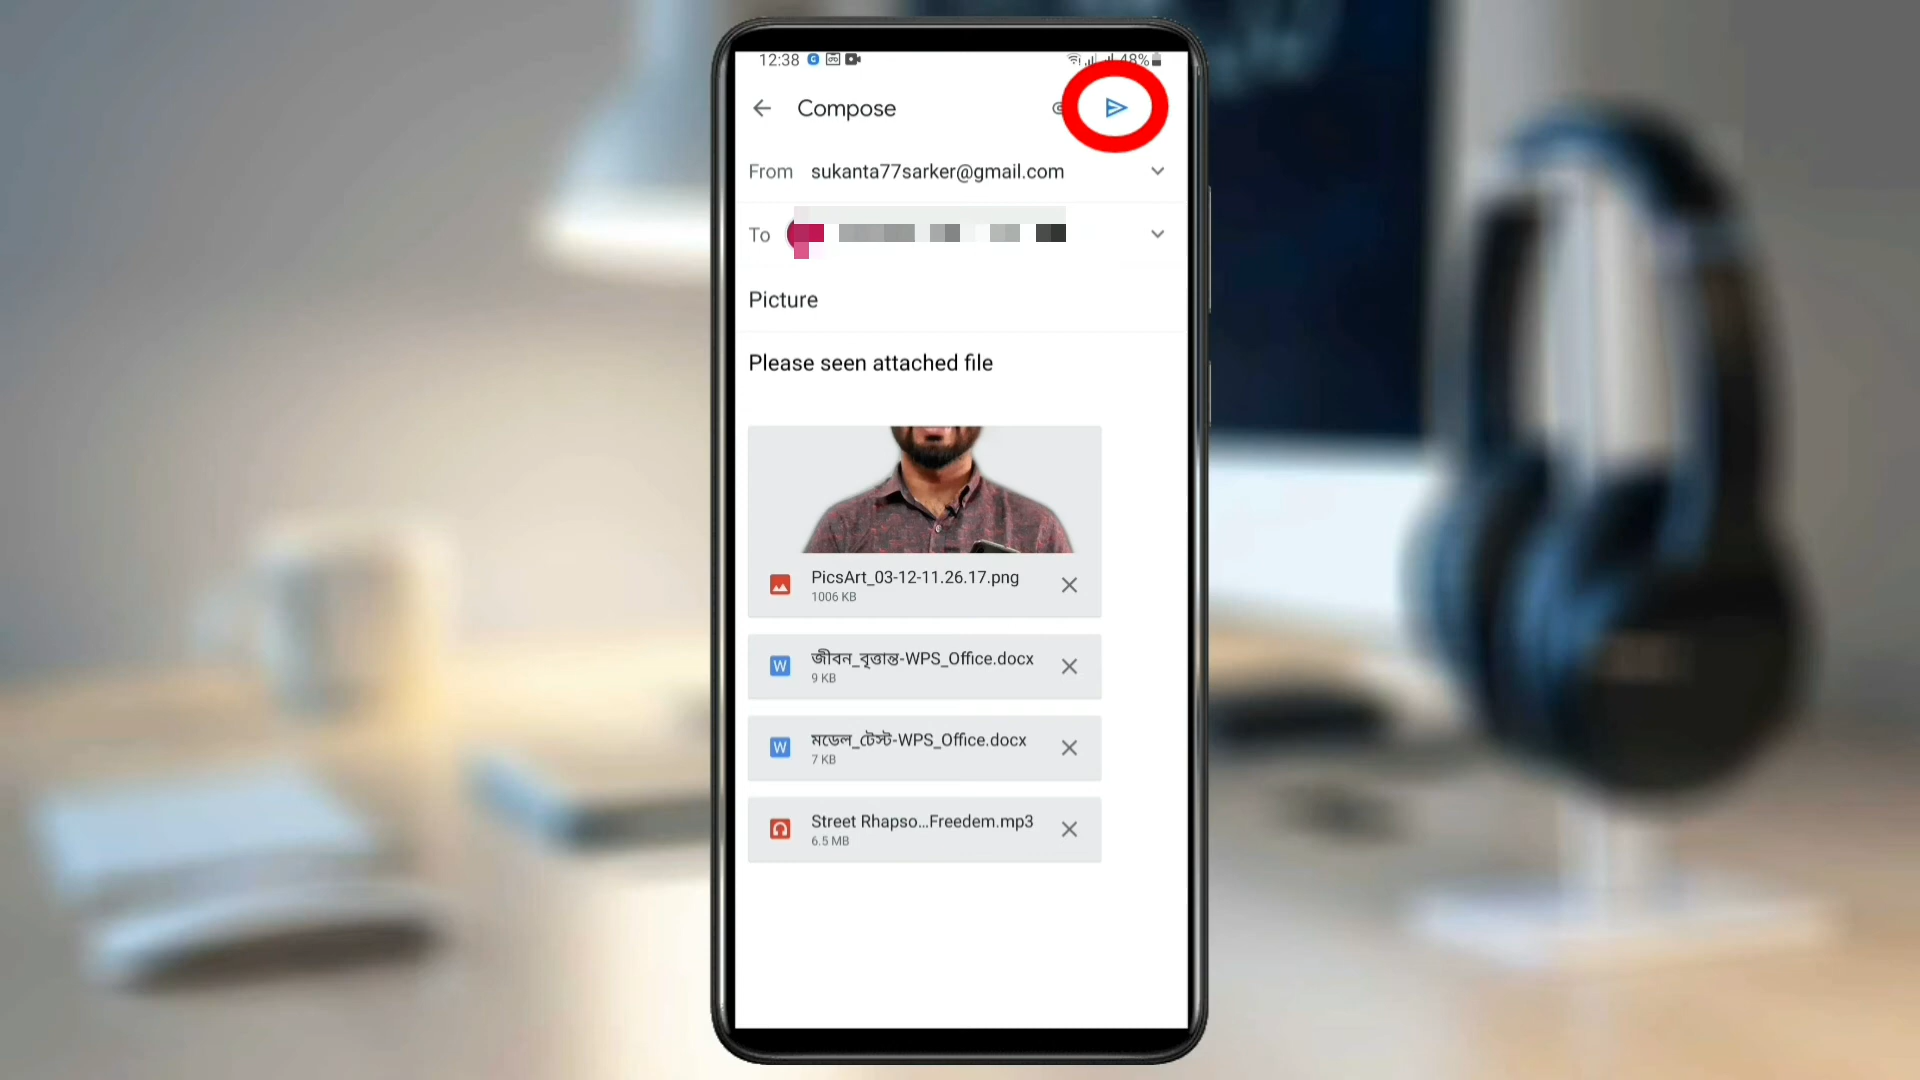 12:38 48%
Compose
From sukanta77sarker@gmail.com
To
Picture
Please seen attached file
PicsArt_03-12-11.26.17.png
1006 KB
W জীবন_বৃত্তান্ত-WPS_Office.docx
9 KB
W মডেল_টেস্ট-WPS_Office.docx
7 KB
Street Rhapso...Freedem.mp3
6.5 MB